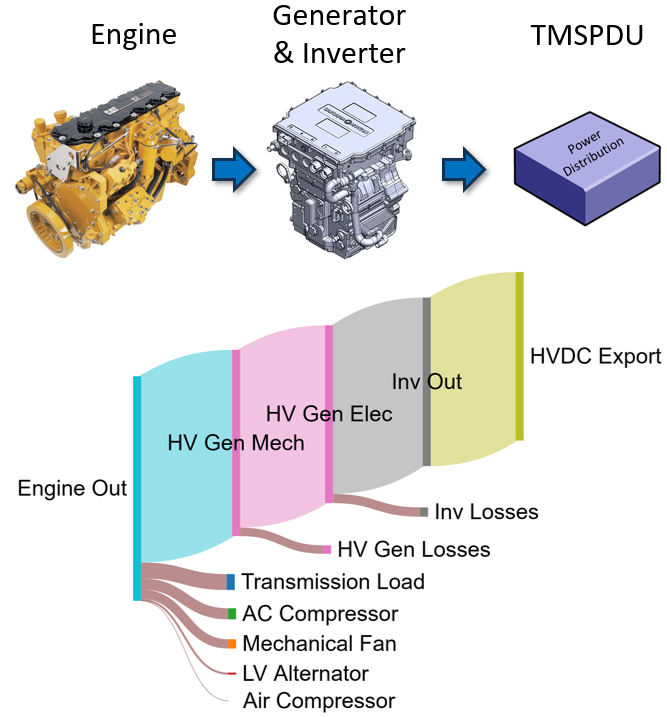 Engine
Generator
& Inverter
TMSPDU
CAT
Power
Distribution
HVDC Export
Inv Out
HV Gen Elec
HV Gen Mech
Engine Out
Inv Losses
HV Gen Losses
Transmission Load
AC Compressor
Mechanical Fan
LV Alternator
Air Compressor